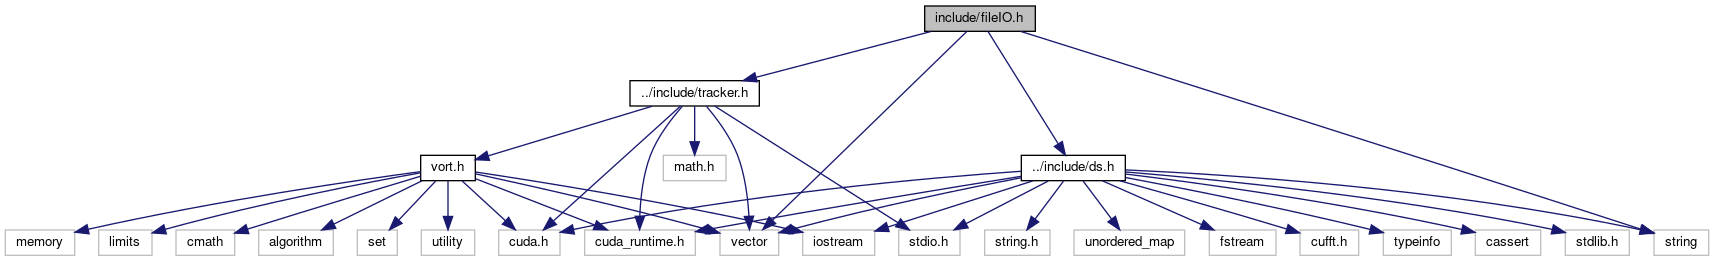 include/fileIO.h
../include/tracker.h
vort.h
math.h
../include/ds.h
memory
limits
cmath
algorithm
set
utility
cuda.h
cuda_runtime.h
vector
iostream
stdio.h
string.h
unordered_map
fstream
cufft.h
typeinfo
cassert
stdlib.h
string